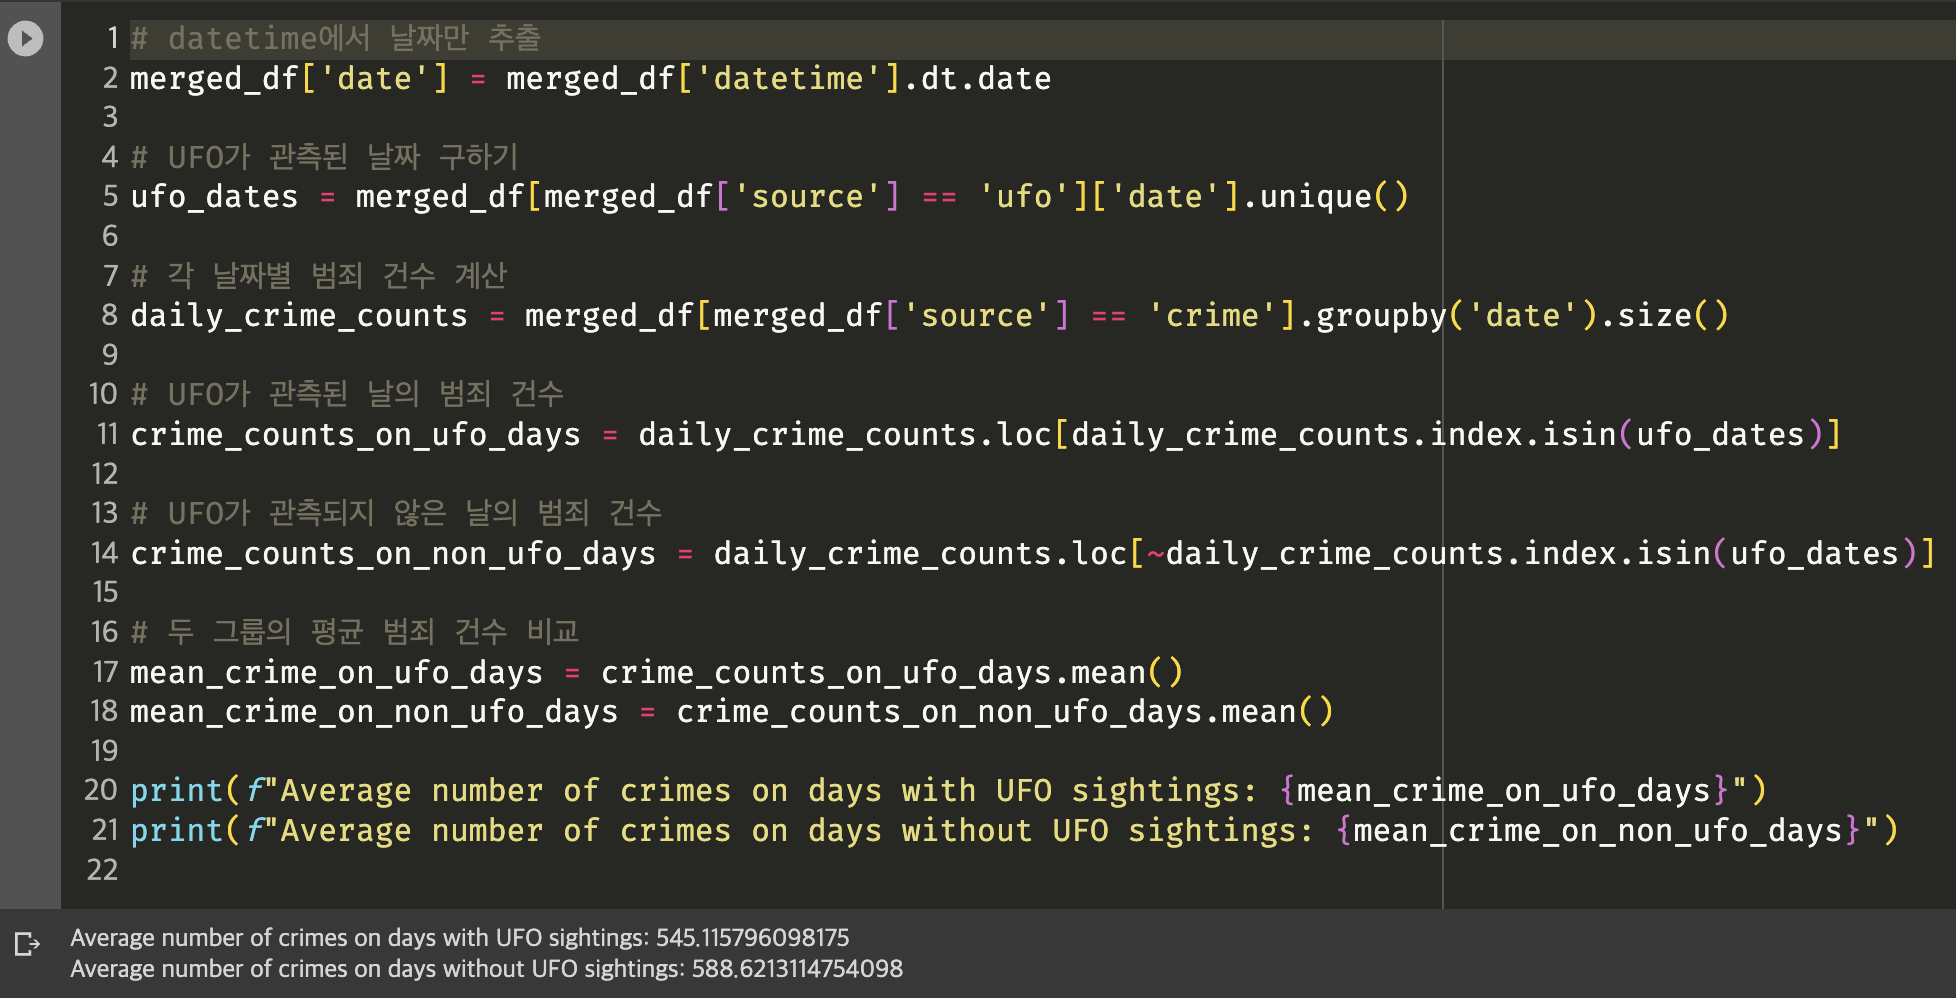 1 # datetime에서 날짜만 추출
2 merged_df['date'] = merged_df['datetime'].dt.date
3
4 # UFO가 관측된 날짜 구하기
5 ufo_dates = merged_df[merged_df['source'] == 'ufo']['date'].unique()
6
7 # 각 날짜별 범죄 건수 계산
8 daily_crime_counts = merged_df[merged_df['source'] == 'crime'].groupby('date').size()
9
10 # UFO가 관측된 날의 범죄 건수
11 crime_counts_on_ufo_days = daily_crime_counts.loc[daily_crime_counts.index.isin(ufo_dates)]
12
13 # UFO가 관측되지 않은 날의 범죄 건수
14 crime_counts_on_non_ufo_days = daily_crime_counts.loc[~daily_crime_counts.index.isin(ufo_dates)]
15
16 # 두 그룹의 평균 범죄 건수 비교
17 mean_crime_on_ufo_days = crime_counts_on_ufo_days.mean()
18 mean_crime_on_non_ufo_days = crime_counts_on_non_ufo_days.mean()
19
20 print(f"Average number of crimes on days with UFO sightings: {mean_crime_on_ufo_days}")
21 print(f"Average number of crimes on days without UFO sightings: {mean_crime_on_non_ufo_days}")
22
Average number of crimes on days with UFO sightings: 545.115796098175
Average number of crimes on days without UFO sightings: 588.6213114754098